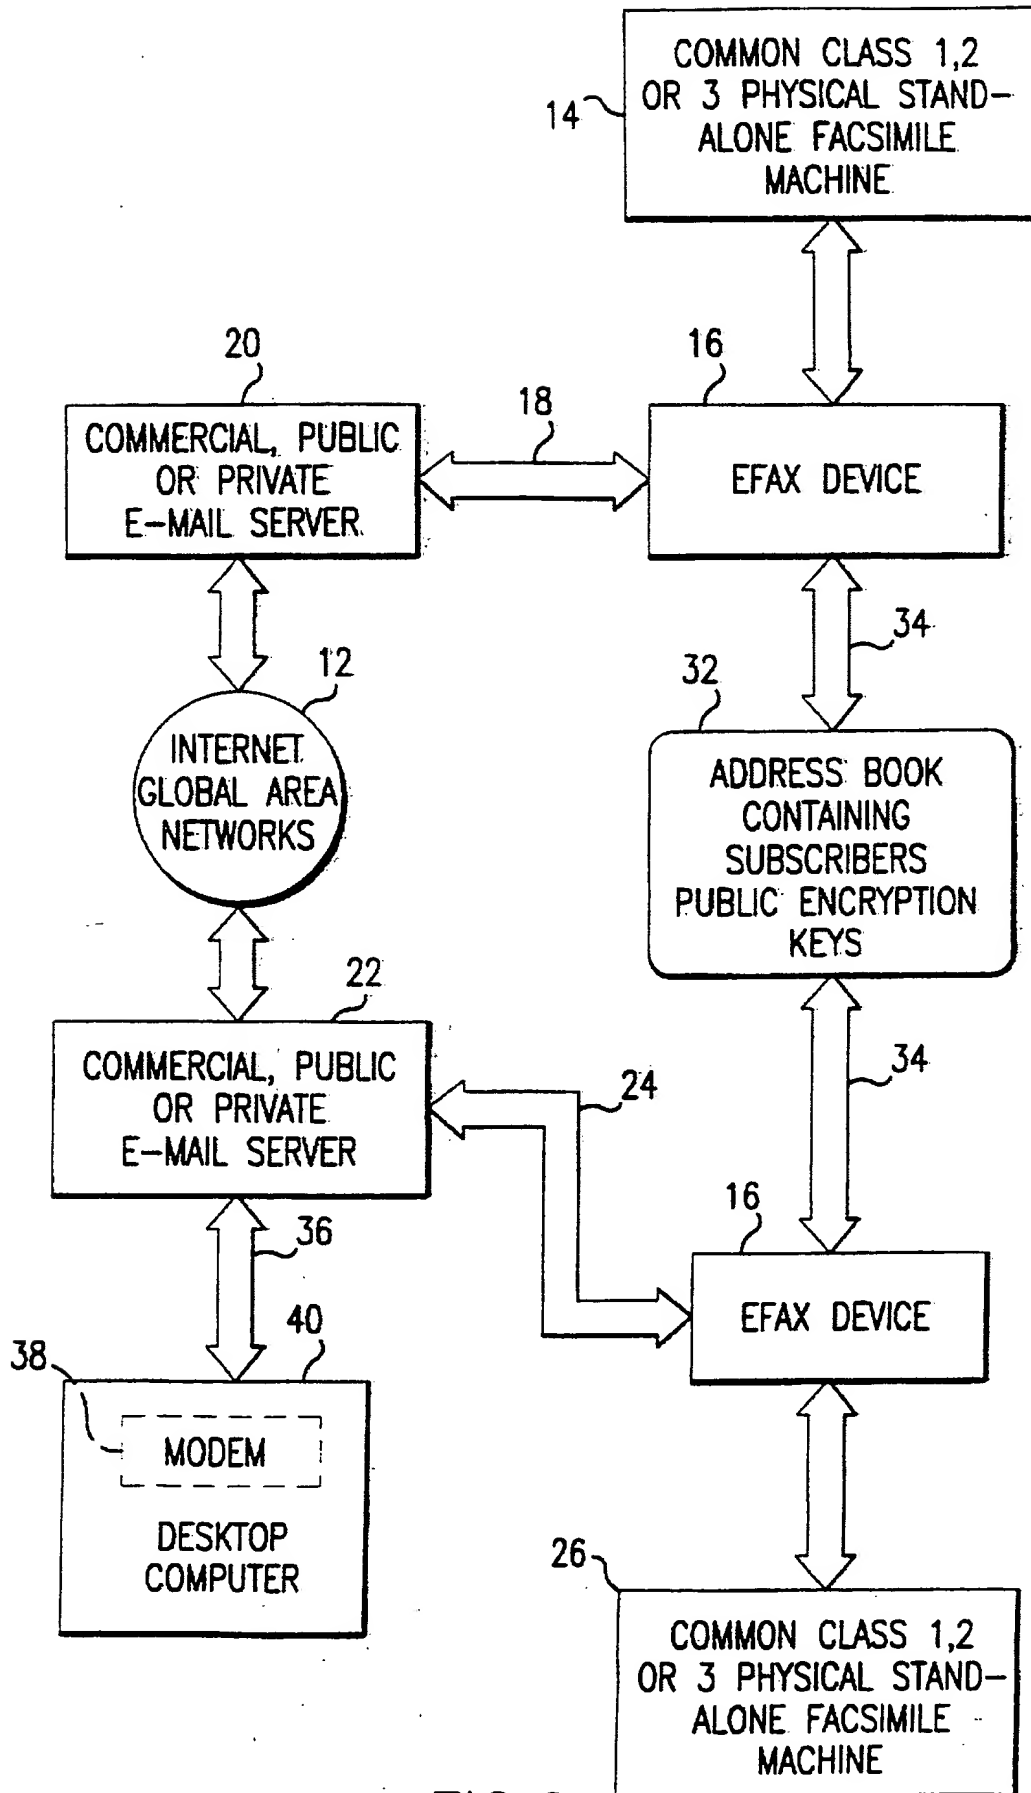 COMMON CLASS 1,2
OR 3 PHYSICAL STAND-
ALONE FACSIMILE
MACHINE
14
20
16
18
COMMERCIAL, PUBLIC
OR PRIVATE
E-MAIL SERVER
EFAX DEVICE
34
12
32
INTERNET
GLOBAL AREA
NETWORKS
ADDRESS BOOK
CONTAINING
SUBSCRIBERS
PUBLIC ENCRYPTION
KEYS
22
34
24
COMMERCIAL, PUBLIC
OR PRIVATE
E-MAIL SERVER
16
36
EFAX DEVICE
40
38
MODEM
DESKTOP
COMPUTER
26
COMMON CLASS 1,2
OR 3 PHYSICAL STAND-
ALONE FACSIMILE
MACHINE